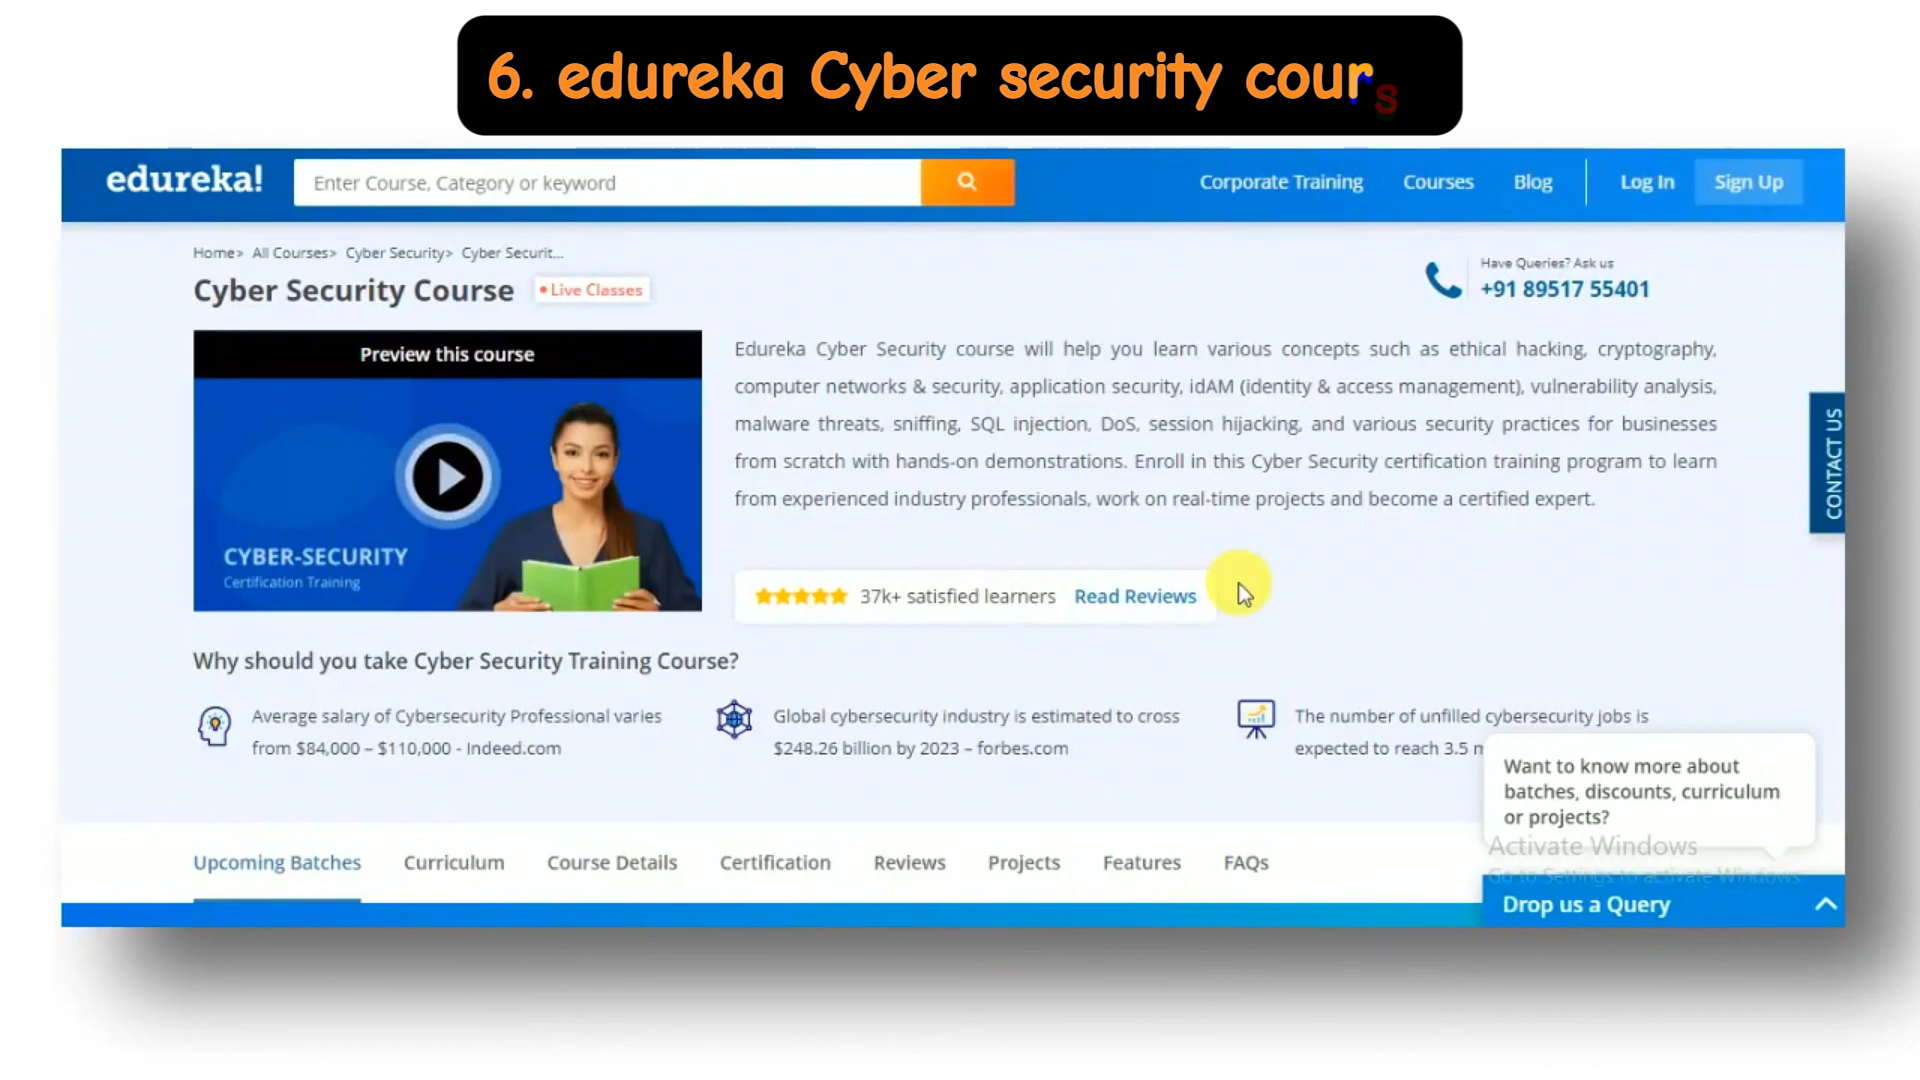 6. edureka Cyber security cours
edureka!
Enter Course, Category or keyword
Corporate Training
Courses
Blog
Log In
Sign Up
Home> All Courses> Cyber Security> Cyber Securit...
Cyber Security Course
Live Classes
Have Queries? Ask us
+91 89517 55401
Preview this course
CYBER-SECURITY
Certification Training
Edureka Cyber Security course will help you learn various concepts such as ethical hacking, cryptography,
computer networks & security, application security, idAM (identity & access management), vulnerability analysis,
malware threats, sniffing, SQL injection, DoS, session hijacking, and various security practices for businesses
from scratch with hands-on demonstrations. Enroll in this Cyber Security certification training program to learn
from experienced industry professionals, work on real-time projects and become a certified expert.
CONTACT US
37k+ satisfied learners Read Reviews
Why should you take Cyber Security Training Course?
Average salary of Cybersecurity Professional varies
from $84,000 – $110,000 - Indeed.com
Global cybersecurity industry is estimated to cross
$248.26 billion by 2023 – forbes.com
The number of unfilled cybersecurity jobs is
expected to reach 3.5
Want to know more about
batches, discounts, curriculum
or projects?
Activate Windows
Go to Settings to activate Windows.
Upcoming Batches
Curriculum
Course Details
Certification
Reviews
Projects
Features
FAQs
Drop us a Query